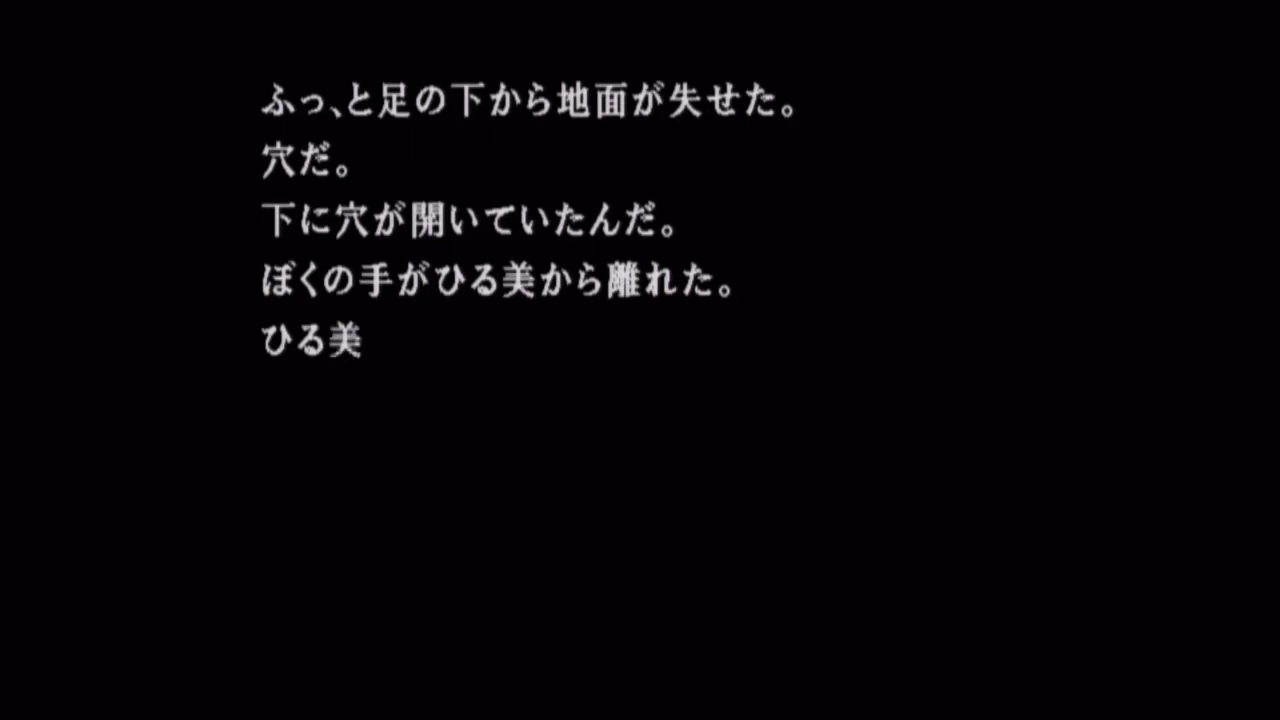 ふっ、と足の下から地面が失せた。
穴だ。
下に穴が開いていたんだ。
ぼくの手がひる美から離れた。
ひる美